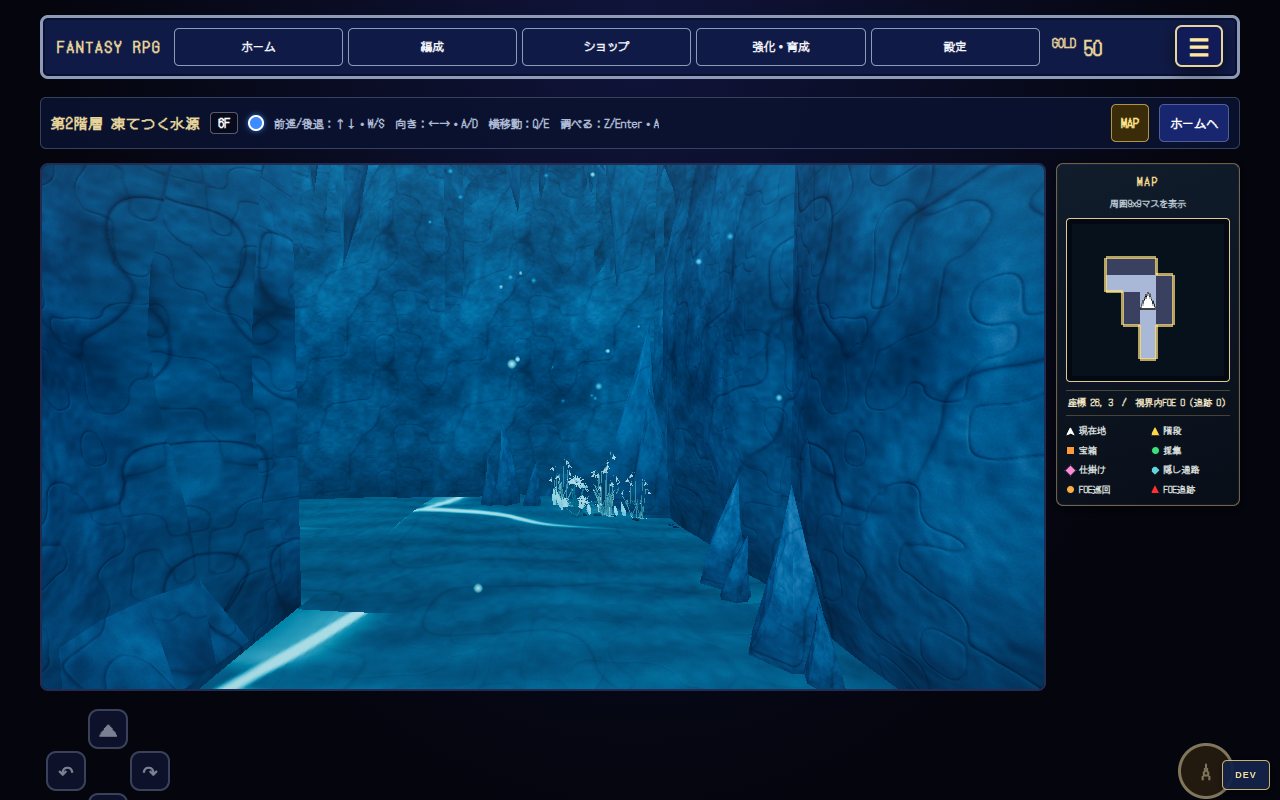 FANTASY RPG ホーム 編成 ショップ 強化・育成 設定 GOLD 50
第2階層 凍てつく水源 6F 前進/後退：↑↓・W/S 向き：←→・A/D 横移動：Q/E 調べる：Z/Enter・A MAP ホームへ
MAP
周囲9x9マスを表示
座標 26, 3 / 視界内FOE 0 (追跡 0)
現在地 階段
宝箱 採集
仕掛け 隠し通路
FOE巡回 FOE追跡
A
DEV